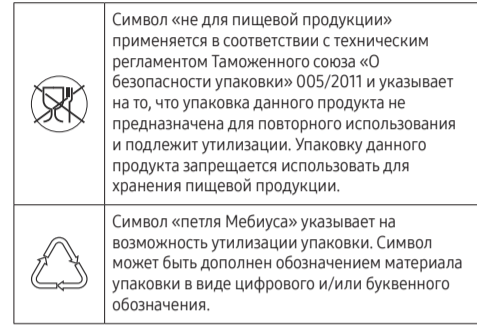 Символ «не для пищевой продукции»
применяется в соответствии с техническим
регламентом Таможенного союза «О
безопасности упаковки» 005/2011 и указывает
на то, что упаковка данного продукта не
предназначена для повторного использования
и подлежит утилизации. Упаковку данного
продукта запрещается использовать для
хранения пищевой продукции.
Символ «петля Мебиуса» указывает на
возможность утилизации упаковки. Символ
может быть дополнен обозначением материала
упаковки в виде цифрового и/или буквенного
обозначения.